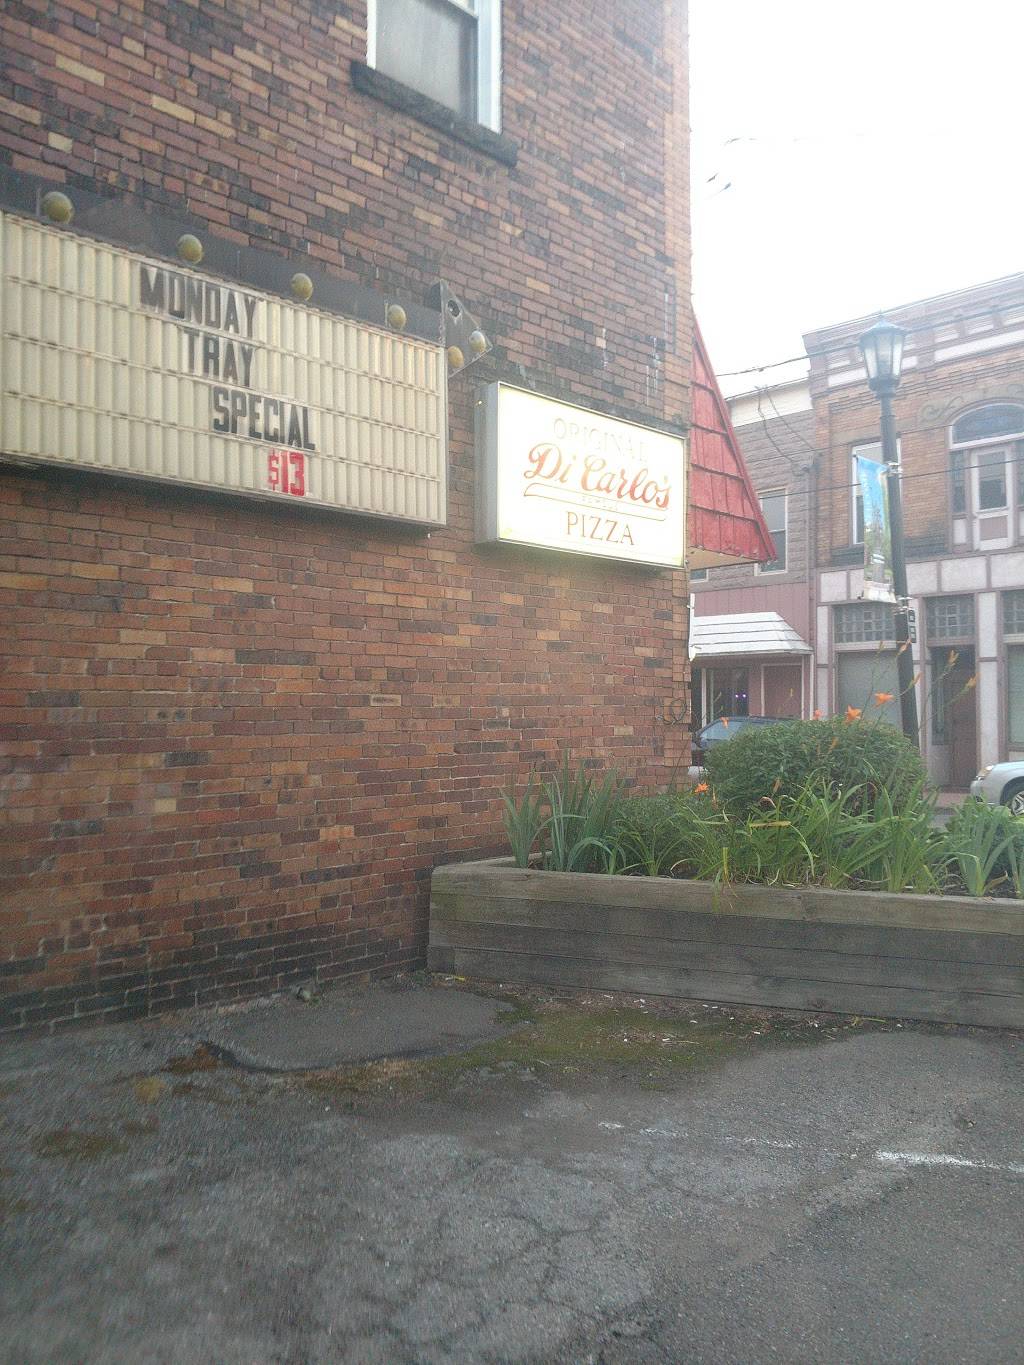 MONDAY
TRAY
SPECIAL
$13
ORIGINAL
Di Carlo's
PIZZA